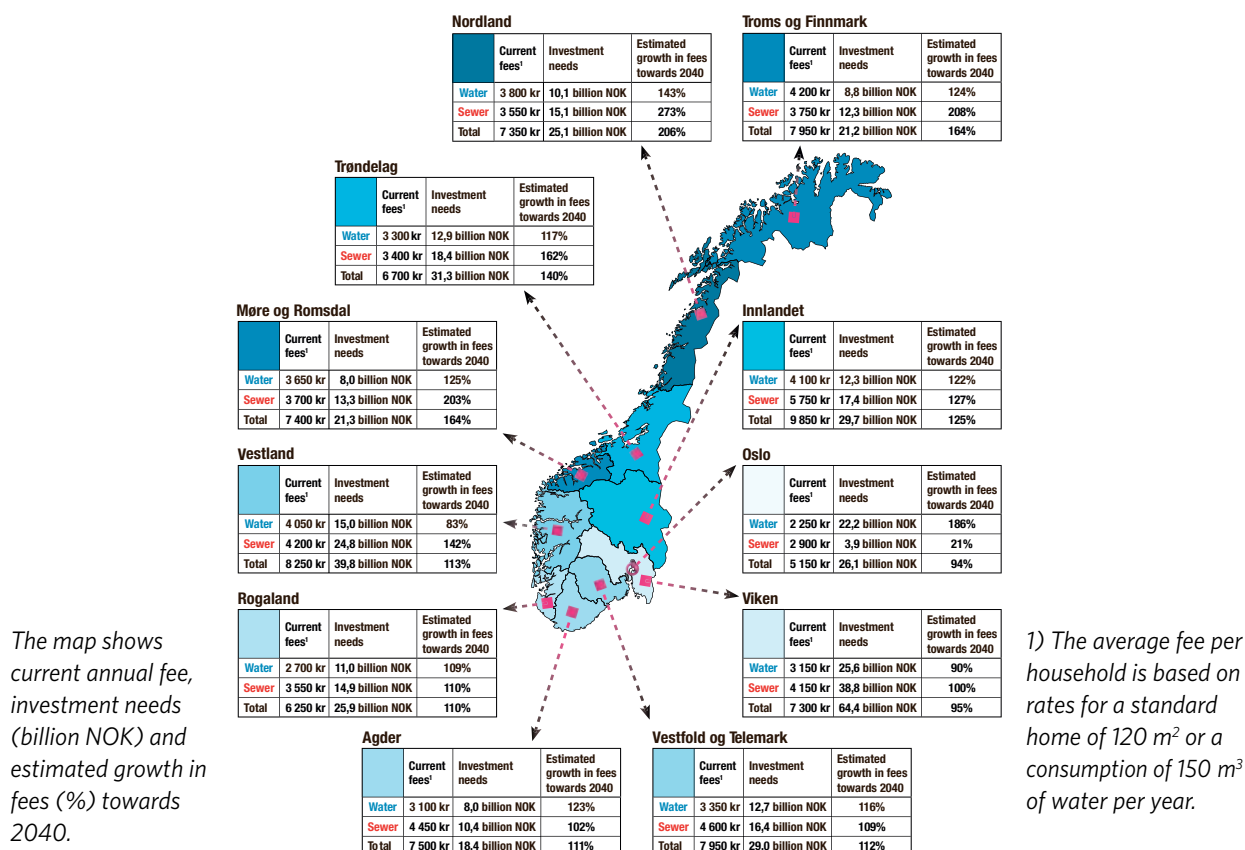 Nordland
Current fees¹ Investment needs Estimated growth in fees towards 2040
Water 3 800 kr 10,1 billion NOK 143%
Sewer 3 550 kr 15,1 billion NOK 273%
Total 7 350 kr 25,1 billion NOK 206%
Troms og Finnmark
Current fees¹ Investment needs Estimated growth in fees towards 2040
Water 4 200 kr 8,8 billion NOK 124%
Sewer 3 750 kr 12,3 billion NOK 208%
Total 7 950 kr 21,2 billion NOK 164%
Trøndelag
Current fees¹ Investment needs Estimated growth in fees towards 2040
Water 3 300 kr 12,9 billion NOK 117%
Sewer 3 400 kr 18,4 billion NOK 162%
Total 6 700 kr 31,3 billion NOK 140%
Møre og Romsdal
Current fees¹ Investment needs Estimated growth in fees towards 2040
Water 3 650 kr 8,0 billion NOK 125%
Sewer 3 700 kr 13,3 billion NOK 203%
Total 7 400 kr 21,3 billion NOK 164%
Innlandet
Current fees¹ Investment needs Estimated growth in fees towards 2040
Water 4 100 kr 12,3 billion NOK 122%
Sewer 5 750 kr 17,4 billion NOK 127%
Total 9 850 kr 29,7 billion NOK 125%
Vestland
Current fees¹ Investment needs Estimated growth in fees towards 2040
Water 4 050 kr 15,0 billion NOK 83%
Sewer 4 200 kr 24,8 billion NOK 142%
Total 8 250 kr 39,8 billion NOK 113%
Oslo
Current fees¹ Investment needs Estimated growth in fees towards 2040
Water 2 250 kr 22,2 billion NOK 186%
Sewer 2 900 kr 3,9 billion NOK 21%
Total 5 150 kr 26,1 billion NOK 94%
Rogaland
Current fees¹ Investment needs Estimated growth in fees towards 2040
Water 2 700 kr 11,0 billion NOK 109%
Sewer 3 550 kr 14,9 billion NOK 110%
Total 6 250 kr 25,9 billion NOK 110%
Viken
Current fees¹ Investment needs Estimated growth in fees towards 2040
Water 3 150 kr 25,6 billion NOK 90%
Sewer 4 150 kr 38,8 billion NOK 100%
Total 7 300 kr 64,4 billion NOK 95%
Agder
Current fees¹ Investment needs Estimated growth in fees towards 2040
Water 3 100 kr 8,0 billion NOK 123%
Sewer 4 450 kr 10,4 billion NOK 102%
Total 7 500 kr 18,4 billion NOK 111%
Vestfold og Telemark
Current fees¹ Investment needs Estimated growth in fees towards 2040
Water 3 350 kr 12,7 billion NOK 116%
Sewer 4 600 kr 16,4 billion NOK 109%
Total 7 950 kr 29,0 billion NOK 112%
The map shows
current annual fee,
investment needs
(billion NOK) and
estimated growth in
fees (%) towards
2040.
1) The average fee per
household is based on
rates for a standard
home of 120 m² or a
consumption of 150 m³
of water per year.